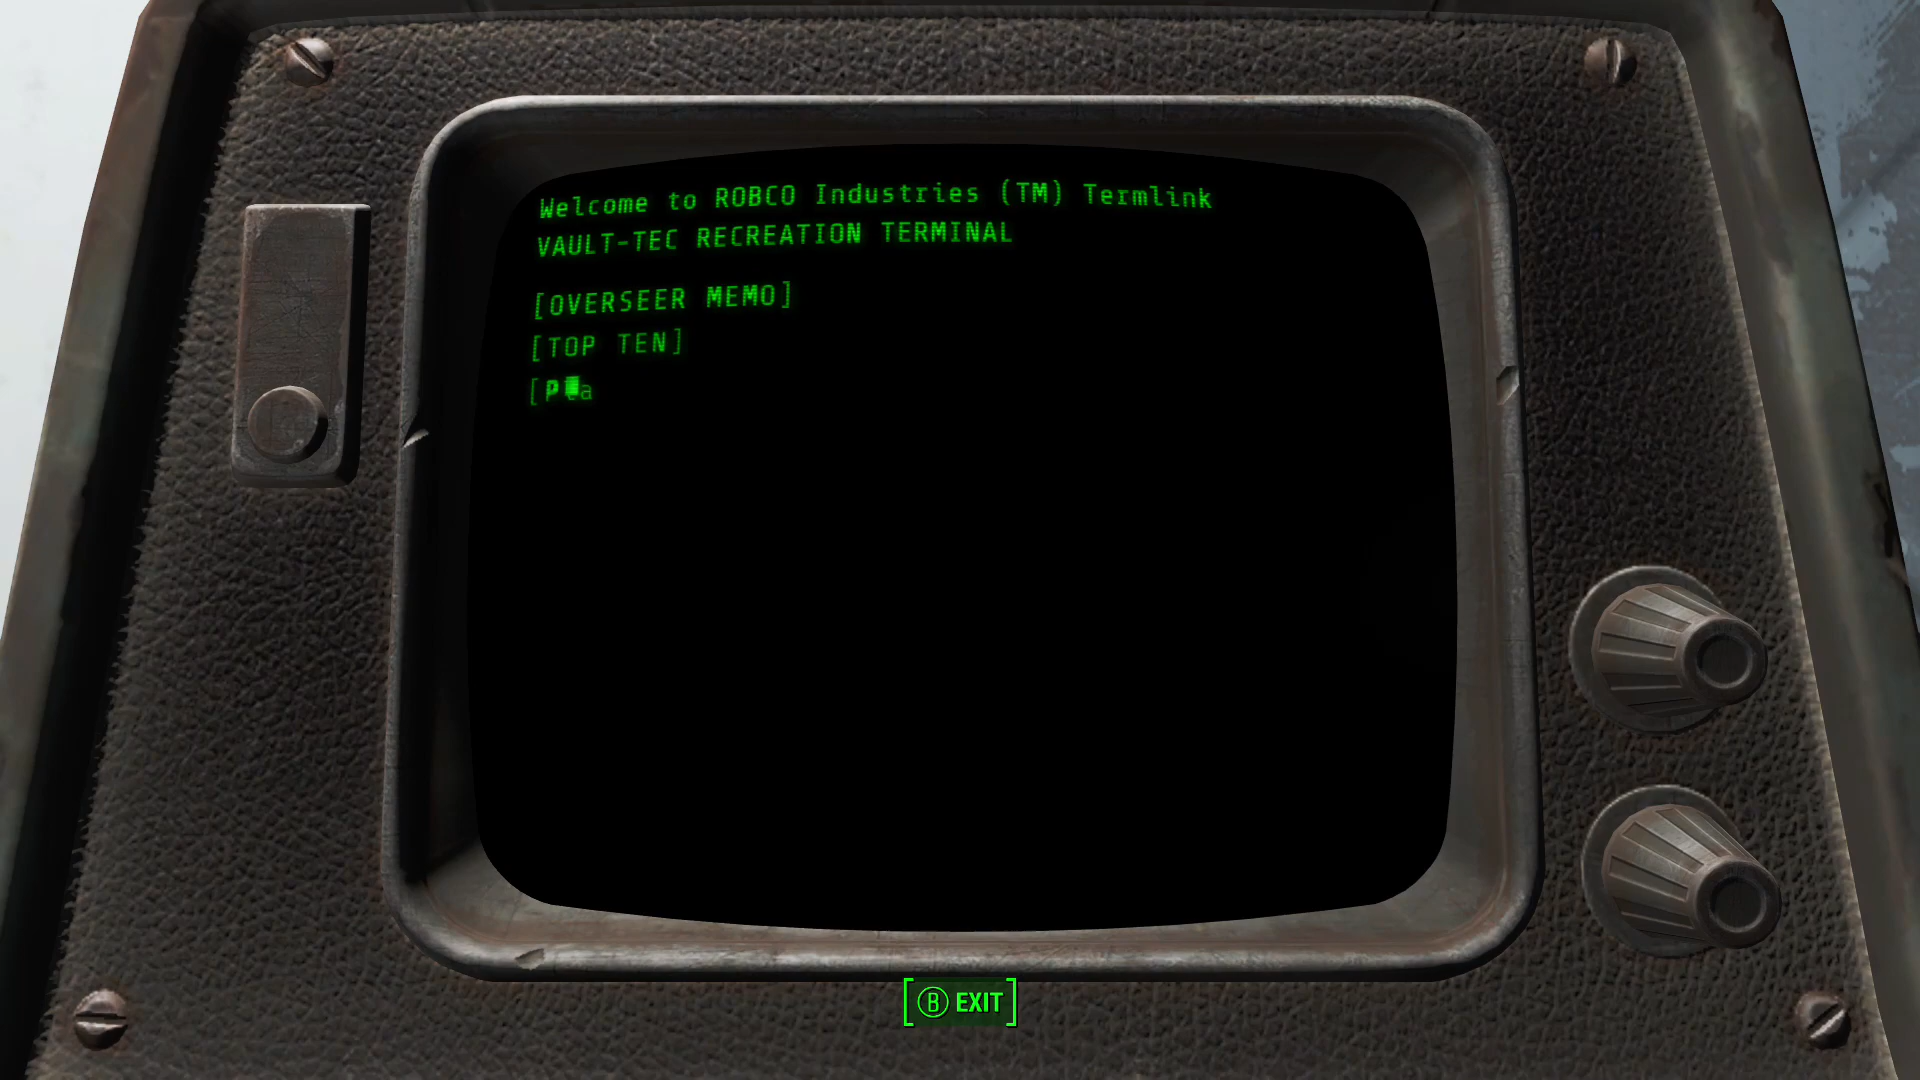 Welcome to ROBCO Industries (TM) Termlink
VAULT-TEC RECREATION TERMINAL
[OVERSEER MEMO]
[TOP TEN]
Ⓑ EXIT